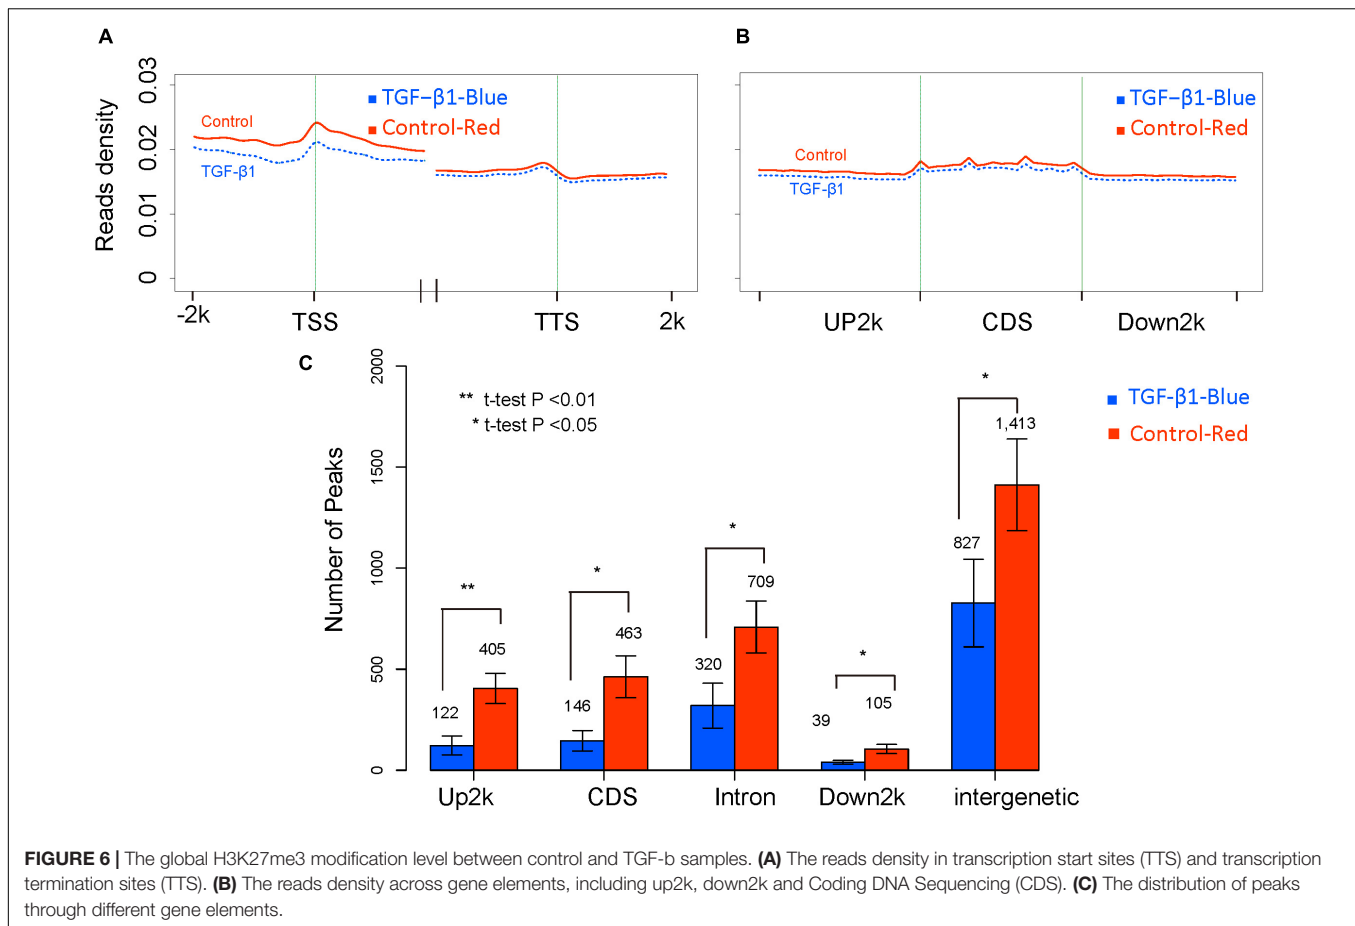 A
Reads density
0.03
0.02
0.01
0
Control
TGF-β1
TGF–β1-Blue
Control-Red
-2k
TSS
TTS
2k
B
TGF–β1-Blue
Control-Red
Control
TGF-β1
UP2k
CDS
Down2k
C
Number of Peaks
2000
1500
1000
500
0
** t-test P <0.01
* t-test P <0.05
TGF-β1-Blue
Control-Red
**
122
405
*
146
463
*
320
709
*
39
105
*
827
1,413
Up2k
CDS
Intron
Down2k
intergenetic
FIGURE 6 | The global H3K27me3 modification level between control and TGF-b samples. (A) The reads density in transcription start sites (TTS) and transcription
termination sites (TTS). (B) The reads density across gene elements, including up2k, down2k and Coding DNA Sequencing (CDS). (C) The distribution of peaks
through different gene elements.